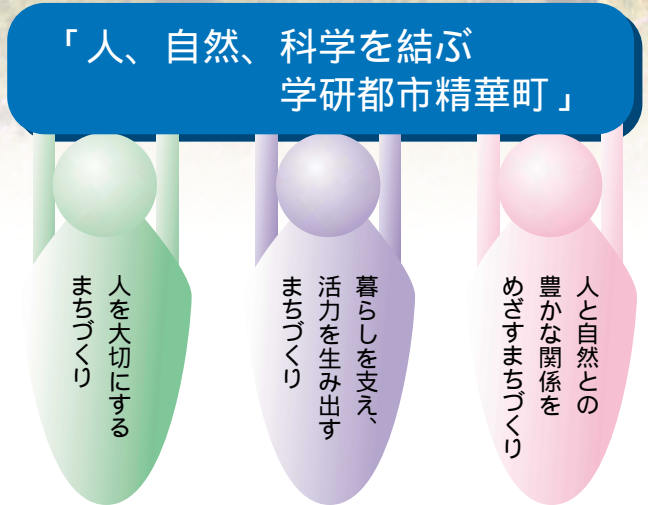 「人、自然、科学を結ぶ
学研都市精華町」
人と自然との
豊かな関係を
めざすまちづくり
暮らしを支え、
活力を生み出す
まちづくり
人を大切にする
まちづくり